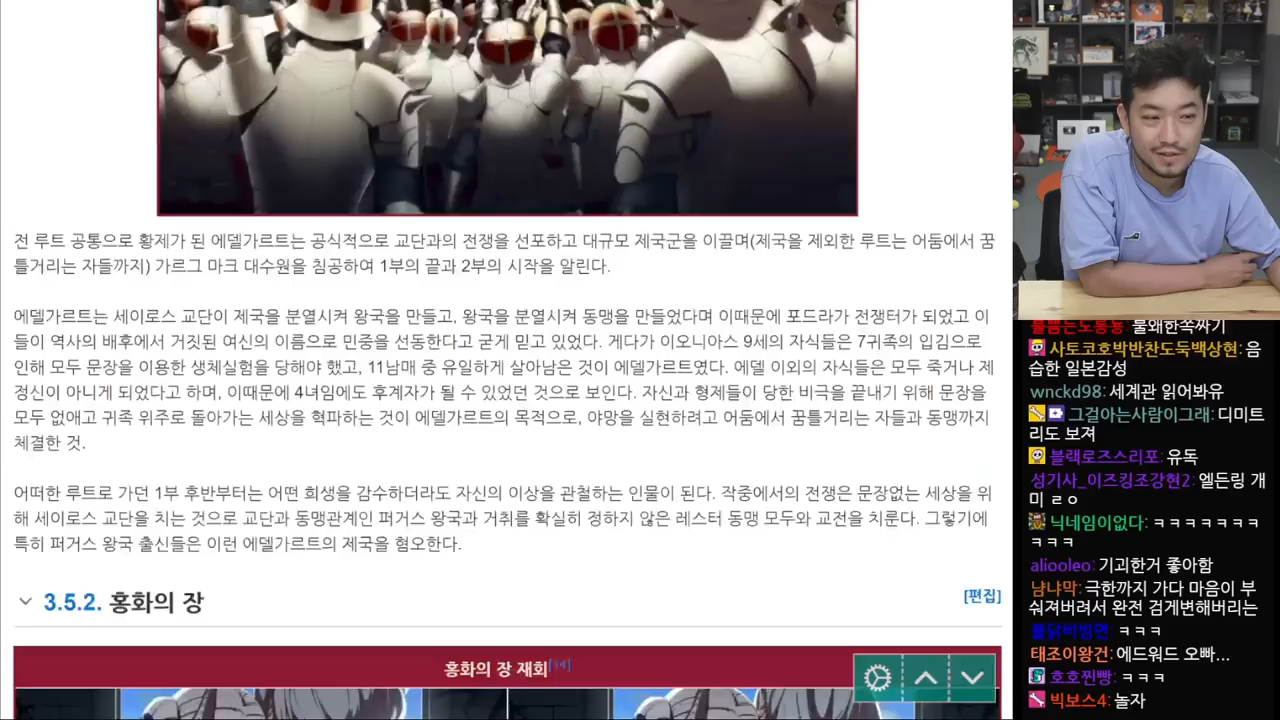 전 루트 공통으로 황제가 된 에델가르트는 공식적으로 교단과의 전쟁을 선포하고 대규모 제국군을 이끌며(제국을 제외한 루트는 어둠에서 꿈
틀거리는 자들까지) 가르그 마크 대수원을 침공하여 1부의 끝과 2부의 시작을 알린다.
에델가르트는 세이로스 교단이 제국을 분열시켜 왕국을 만들고, 왕국을 분열시켜 동맹을 만들었다며 이때문에 포드라가 전쟁터가 되었고 이
들이 역사의 배후에서 거짓된 여신의 이름으로 민중을 선동한다고 굳게 믿고 있었다. 게다가 이오니아스 9세의 자식들은 7귀족의 입김으로
인해 모두 문장을 이용한 생체실험을 당해야 했고, 11남매 중 유일하게 살아남은 것이 에델가르트였다. 에델 이외의 자식들은 모두 죽거나 제
정신이 아니게 되었다고 하며, 이때문에 4녀임에도 후계자가 될 수 있었던 것으로 보인다. 자신과 형제들이 당한 비극을 끝내기 위해 문장을
모두 없애고 귀족 위주로 돌아가는 세상을 혁파하는 것이 에델가르트의 목적으로, 야망을 실현하려고 어둠에서 꿈틀거리는 자들과 동맹까지
체결한 것.
어떠한 루트로 가던 1부 후반부터는 어떤 희생을 감수하더라도 자신의 이상을 관철하는 인물이 된다. 작중에서의 전쟁은 문장없는 세상을 위
해 세이로스 교단을 치는 것으로 교단과 동맹관계인 퍼거스 왕국과 거취를 확실히 정하지 않은 레스터 동맹 모두와 교전을 치룬다. 그렇기에
특히 퍼거스 왕국 출신들은 이런 에델가르트의 제국을 혐오한다.
3.5.2. 홍화의 장
[편집]
홍화의 장 재회[14]
불뿜는도롱뇽: 물왜한쪽짜기
사토코호박반찬도둑백상현: 음
습한 일본감성
wnckd98: 세계관 읽어봐유
그걸아는사람이그래: 디미트
리도 보져
블랙로즈스리포: 유독
성기사_이즈킹조강현2: 엘든링 개
미 ㄹㅇ
닉네임이없다: ㅋㅋㅋㅋㅋㅋㅋ
ㅋㅋㅋ
aliooleo: 기괴한거 좋아함
냠냐막: 극한까지 가다 마음이 부
숴져버려서 완전 검게변해버리는
불닭비빔면: ㅋㅋㅋ
태조이왕건: 에드워드 오빠...
호호찐빵: ㅋㅋㅋ
빅보스4: 놀자